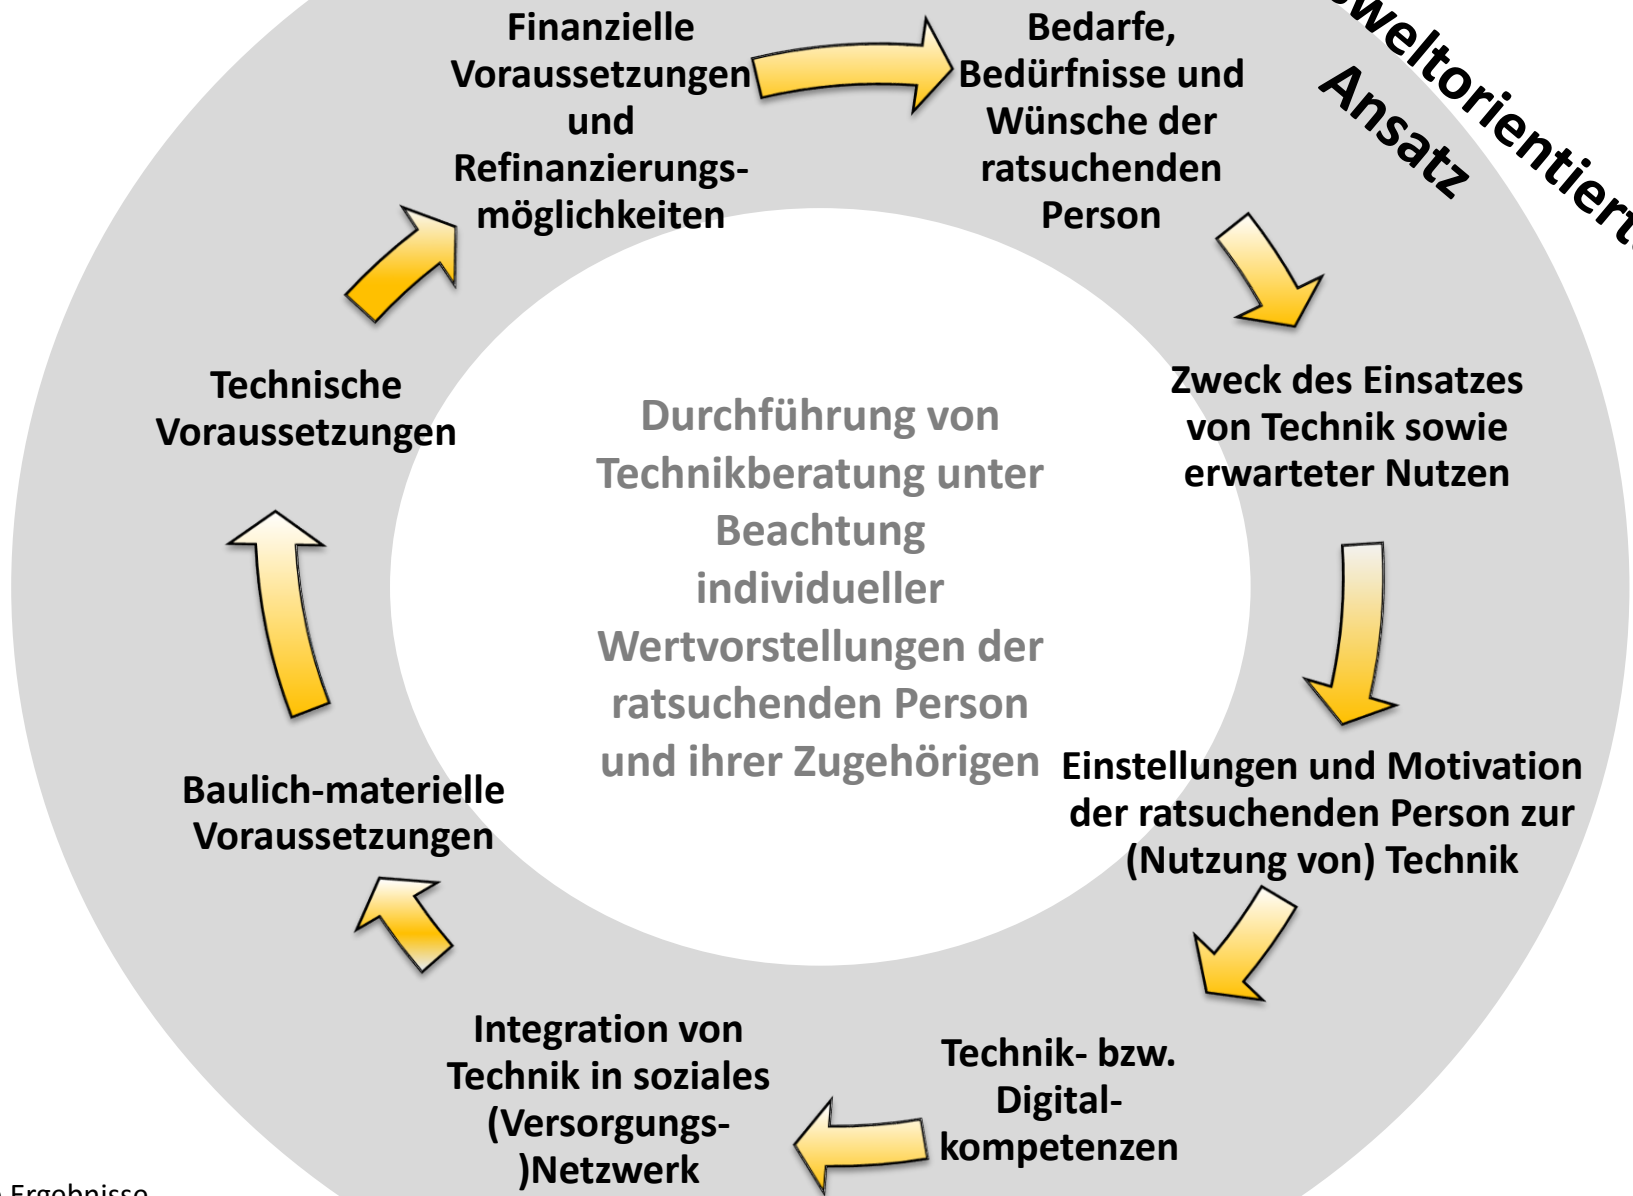 Finanzielle
Voraussetzungen
und
Refinanzierungs-
möglichkeiten
Bedarfe,
Bedürfnisse und
Wünsche der
ratsuchenden
Person
Ansatz
Zweck des Einsatzes
von Technik sowie
erwarteter Nutzen
Einstellungen und Motivation
der ratsuchenden Person zur
(Nutzung von) Technik
Technik- bzw.
Digital-
kompetenzen
Integration von
Technik in soziales
(Versorgungs-
)Netzwerk
Baulich-materielle
Voraussetzungen
Technische
Voraussetzungen
Durchführung von
Technikberatung unter
Beachtung
individueller
Wertvorstellungen der
ratsuchenden Person
und ihrer Zugehörigen
Ergebnisse